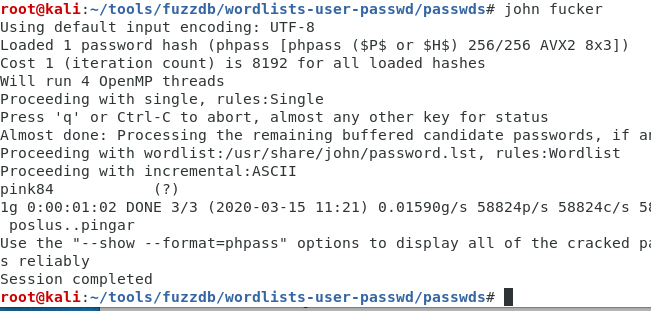 root@kali:~/tools/fuzzdb/wordlists-user-passwd/passwds# john fucker
Using default input encoding: UTF-8
Loaded 1 password hash (phpass [phpass ($P$ or $H$) 256/256 AVX2 8x3])
Cost 1 (iteration count) is 8192 for all loaded hashes
Will run 4 OpenMP threads
Proceeding with single, rules:Single
Press 'q' or Ctrl-C to abort, almost any other key for status
Almost done: Processing the remaining buffered candidate passwords, if an
Proceeding with wordlist:/usr/share/john/password.lst, rules:Wordlist
Proceeding with incremental:ASCII
pink84           (?)
1g 0:00:01:02 DONE 3/3 (2020-03-15 11:21) 0.01590g/s 58824p/s 58824c/s 58
 poslus..pingar
Use the "--show --format=phpass" options to display all of the cracked pa
s reliably
Session completed
root@kali:~/tools/fuzzdb/wordlists-user-passwd/passwds#